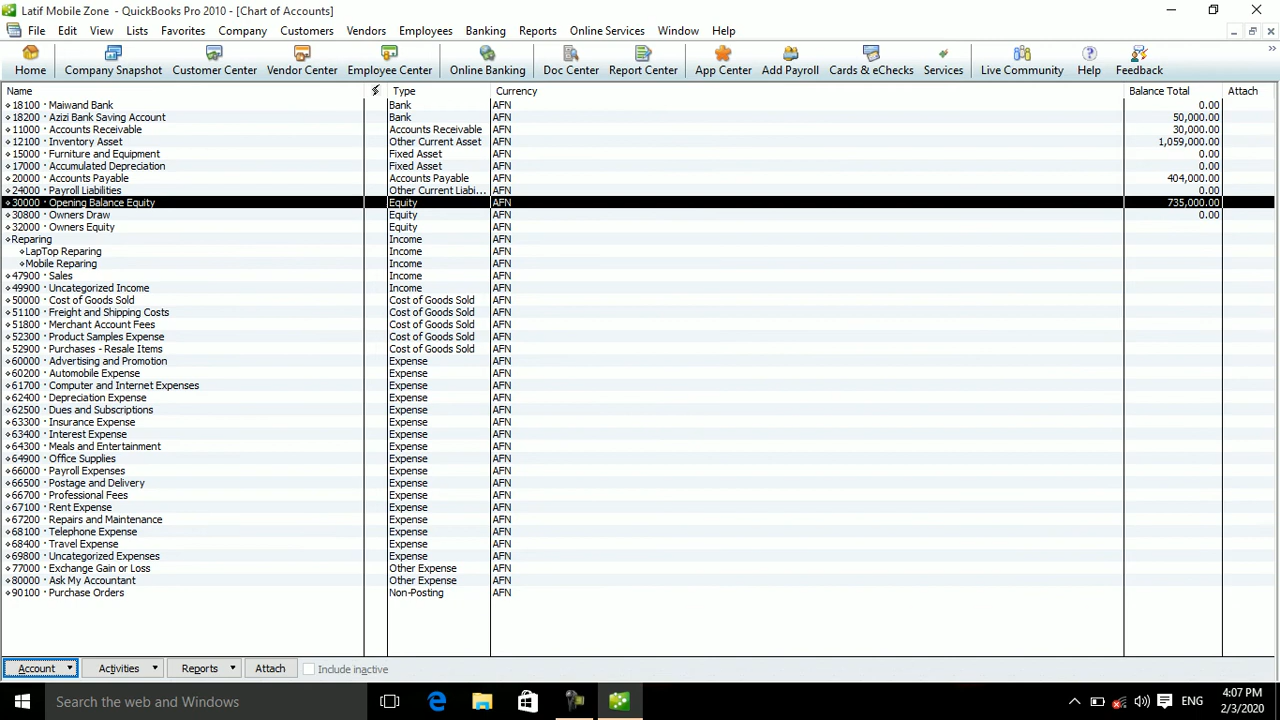 Latif Mobile Zone - QuickBooks Pro 2010 - [Chart of Accounts]
File Edit View Lists Favorites Company Customers Vendors Employees Banking Reports Online Services Window Help
Home Company Snapshot Customer Center Vendor Center Employee Center Online Banking Doc Center Report Center App Center Add Payroll Cards & eChecks Services Live Community Help Feedback
Name Type Currency Balance Total Attach
18100 · Maiwand Bank Bank AFN 0.00
18200 · Azizi Bank Saving Account Bank AFN 50,000.00
11000 · Accounts Receivable Accounts Receivable AFN 30,000.00
12100 · Inventory Asset Other Current Asset AFN 1,059,000.00
15000 · Furniture and Equipment Fixed Asset AFN 0.00
17000 · Accumulated Depreciation Fixed Asset AFN 0.00
20000 · Accounts Payable Accounts Payable AFN 404,000.00
24000 · Payroll Liabilities Other Current Liabi... AFN 0.00
30000 · Opening Balance Equity Equity AFN 735,000.00
30800 · Owners Draw Equity AFN 0.00
32000 · Owners Equity Equity AFN
Reparing Income AFN
LapTop Reparing Income AFN
Mobile Reparing Income AFN
47900 · Sales Income AFN
49900 · Uncategorized Income Income AFN
50000 · Cost of Goods Sold Cost of Goods Sold AFN
51100 · Freight and Shipping Costs Cost of Goods Sold AFN
51800 · Merchant Account Fees Cost of Goods Sold AFN
52300 · Product Samples Expense Cost of Goods Sold AFN
52900 · Purchases - Resale Items Cost of Goods Sold AFN
60000 · Advertising and Promotion Expense AFN
60200 · Automobile Expense Expense AFN
61700 · Computer and Internet Expenses Expense AFN
62400 · Depreciation Expense Expense AFN
62500 · Dues and Subscriptions Expense AFN
63300 · Insurance Expense Expense AFN
63400 · Interest Expense Expense AFN
64300 · Meals and Entertainment Expense AFN
64900 · Office Supplies Expense AFN
66000 · Payroll Expenses Expense AFN
66500 · Postage and Delivery Expense AFN
66700 · Professional Fees Expense AFN
67100 · Rent Expense Expense AFN
67200 · Repairs and Maintenance Expense AFN
68100 · Telephone Expense Expense AFN
68400 · Travel Expense Expense AFN
69800 · Uncategorized Expenses Expense AFN
77000 · Exchange Gain or Loss Other Expense AFN
80000 · Ask My Accountant Other Expense AFN
90100 · Purchase Orders Non-Posting AFN
Account Activities Reports Attach Include inactive
Search the web and Windows ENG 4:07 PM
2/3/2020